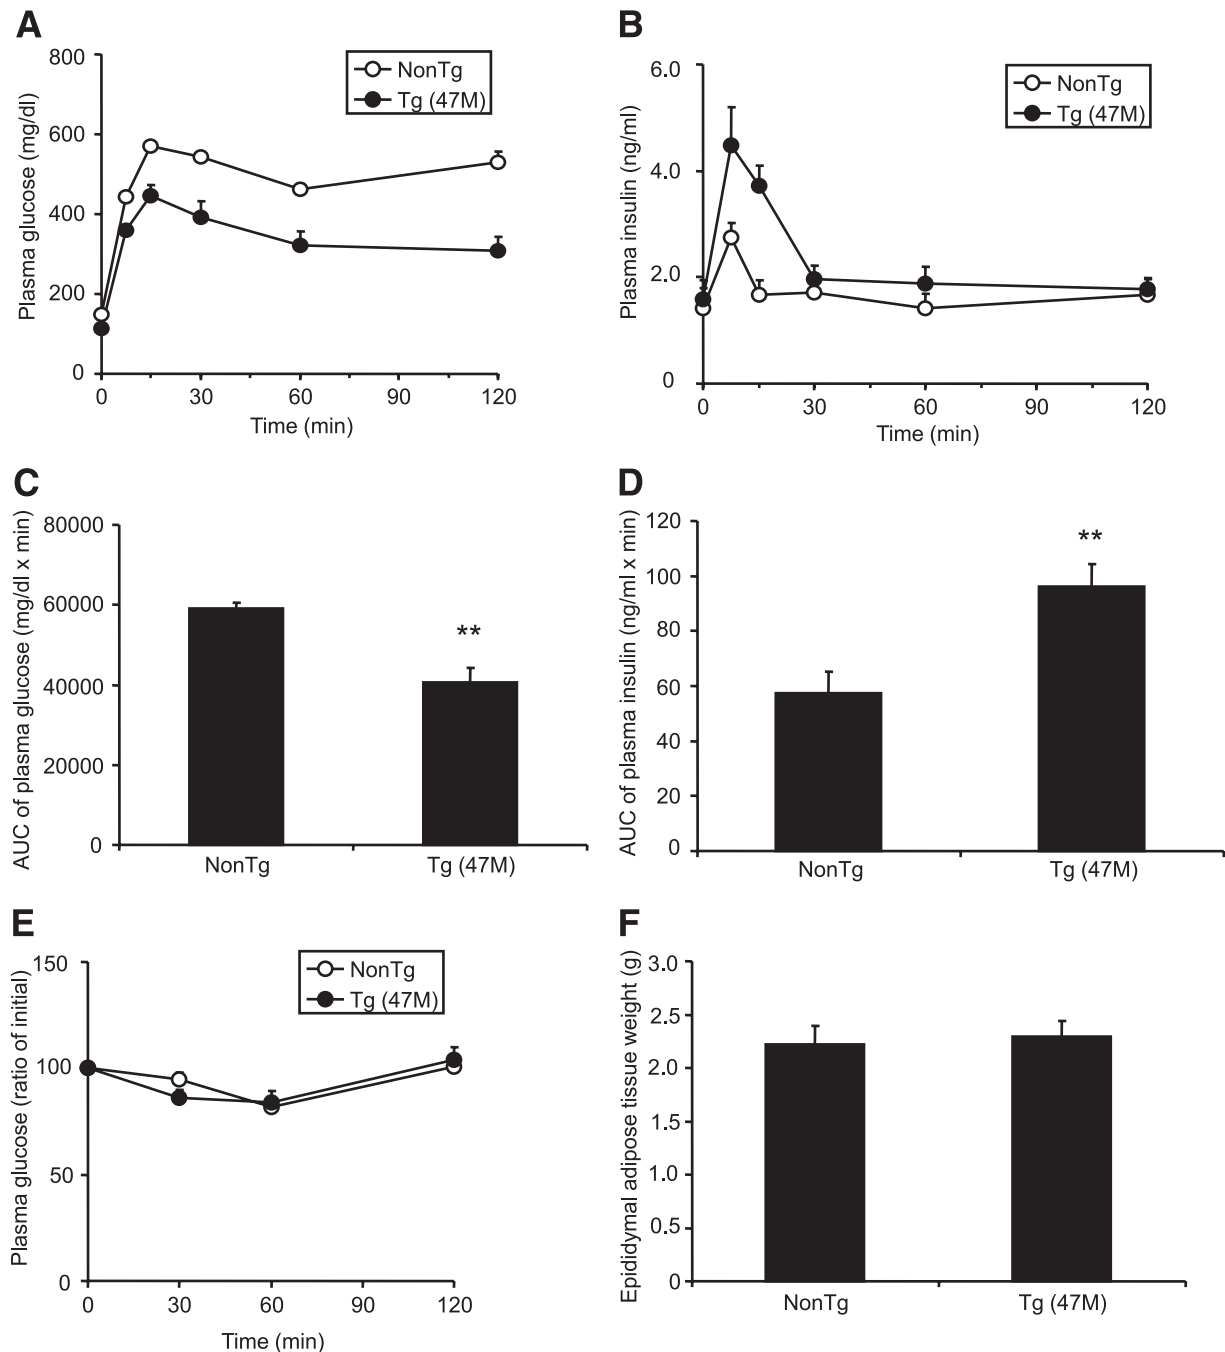 A
Plasma glucose (mg/dl)
800
600
400
200
0
0 30 60 90 120
Time (min)
NonTg
Tg (47M)
B
Plasma insulin (ng/ml)
6.0
4.0
2.0
0
0 30 60 90 120
Time (min)
NonTg
Tg (47M)
C
AUC of plasma glucose (mg/dl x min)
80000
60000
40000
20000
0
**
NonTg Tg (47M)
D
AUC of plasma insulin (ng/ml x min)
120
100
80
60
40
20
0
**
NonTg Tg (47M)
E
Plasma glucose (ratio of initial)
150
100
50
0
0 30 60 90 120
Time (min)
NonTg
Tg (47M)
F
Epididymal adipose tissue weight (g)
3.0
2.5
2.0
1.5
1.0
0.5
0
NonTg Tg (47M)